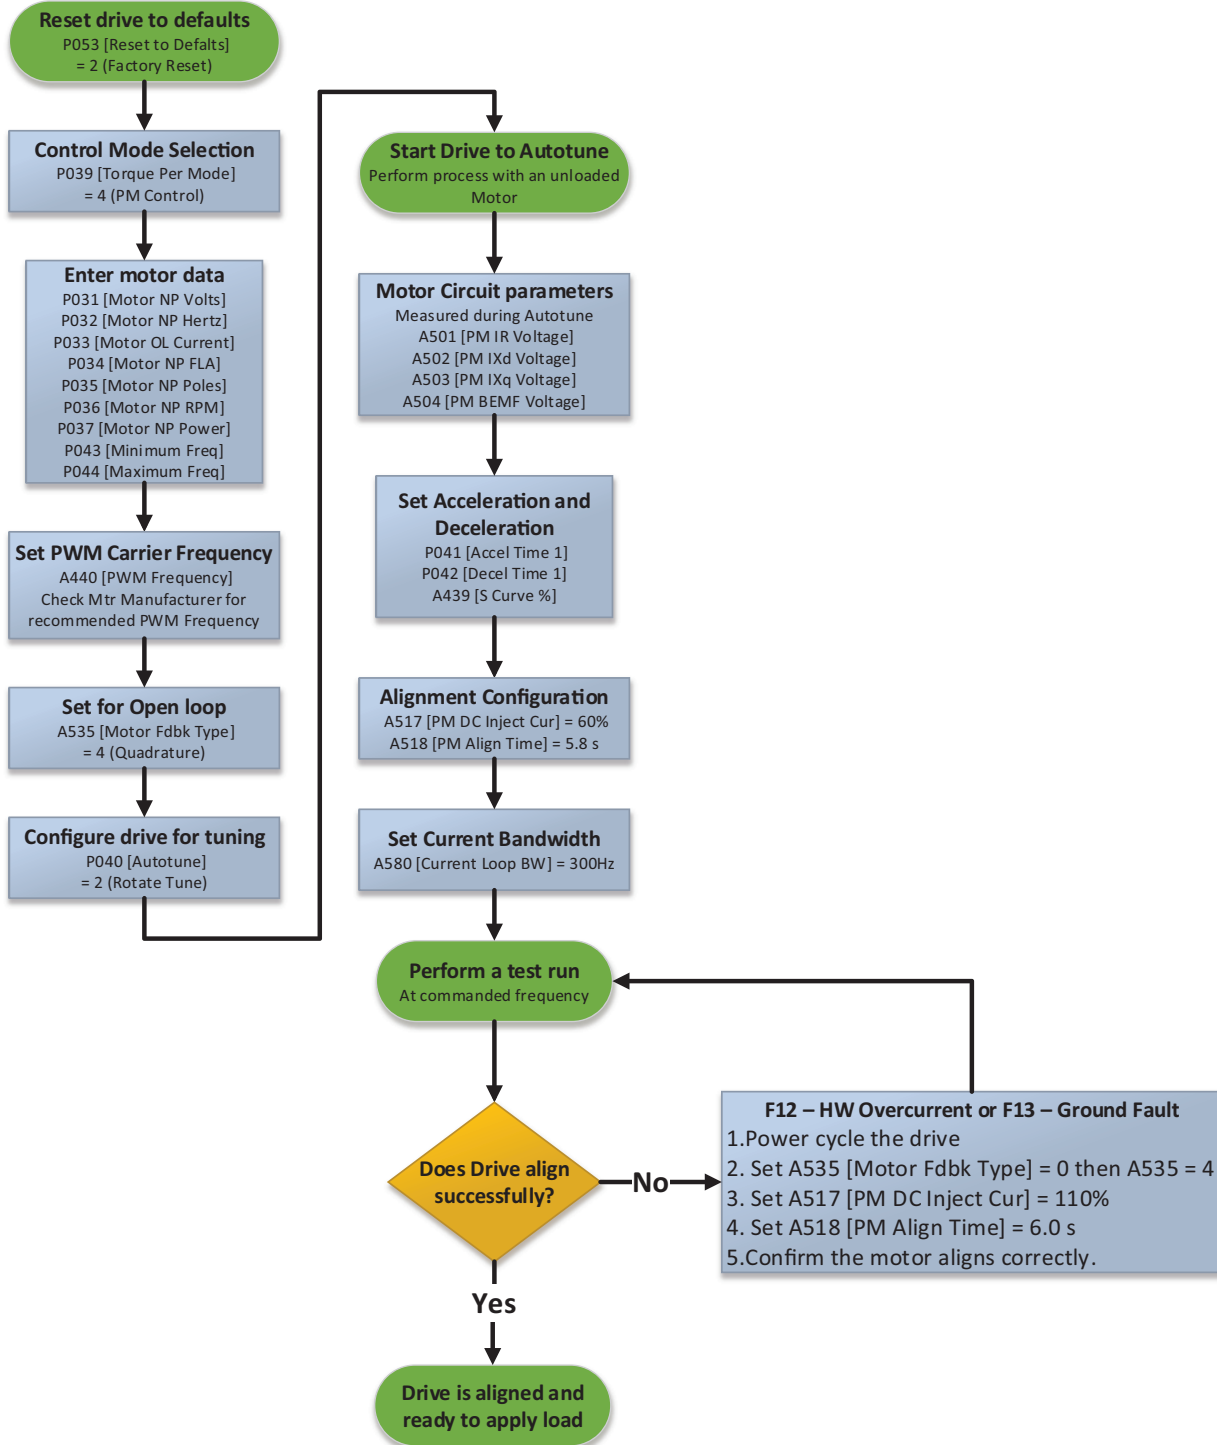 Reset drive to defaults
P053 [Reset to Defalts]
= 2 (Factory Reset)
Control Mode Selection
P039 [Torque Per Mode]
= 4 (PM Control)
Enter motor data
P031 [Motor NP Volts]
P032 [Motor NP Hertz]
P033 [Motor OL Current]
P034 [Motor NP FLA]
P035 [Motor NP Poles]
P036 [Motor NP RPM]
P037 [Motor NP Power]
P043 [Minimum Freq]
P044 [Maximum Freq]
Set PWM Carrier Frequency
A440 [PWM Frequency]
Check Mtr Manufacturer for
recommended PWM Frequency
Set for Open loop
A535 [Motor Fdbk Type]
= 4 (Quadrature)
Configure drive for tuning
P040 [Autotune]
= 2 (Rotate Tune)
Start Drive to Autotune
Perform process with an unloaded
Motor
Motor Circuit parameters
Measured during Autotune
A501 [PM IR Voltage]
A502 [PM IXd Voltage]
A503 [PM IXq Voltage]
A504 [PM BEMF Voltage]
Set Acceleration and
Deceleration
P041 [Accel Time 1]
P042 [Decel Time 1]
A439 [S Curve %]
Alignment Configuration
A517 [PM DC Inject Cur] = 60%
A518 [PM Align Time] = 5.8 s
Set Current Bandwidth
A580 [Current Loop BW] = 300Hz
Perform a test run
At commanded frequency
Does Drive align
successfully?
No
F12 – HW Overcurrent or F13 – Ground Fault
1.Power cycle the drive
2. Set A535 [Motor Fdbk Type] = 0 then A535 = 4
3. Set A517 [PM DC Inject Cur] = 110%
4. Set A518 [PM Align Time] = 6.0 s
5.Confirm the motor aligns correctly.
Yes
Drive is aligned and
ready to apply load